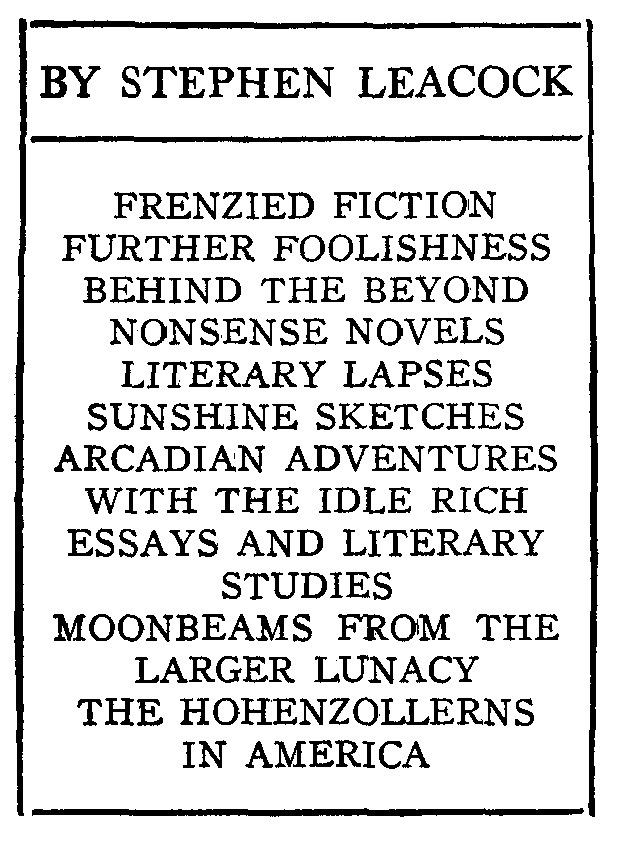 BY STEPHEN LEACOCK
FRENZIED FICTION
FURTHER FOOLISHNESS
BEHIND THE BEYOND
NONSENSE NOVELS
LITERARY LAPSES
SUNSHINE SKETCHES
ARCADIAN ADVENTURES
WITH THE IDLE RICH
ESSAYS AND LITERARY
STUDIES
MOONBEAMS FROM THE
LARGER LUNACY
THE HOHENZOLLERNS
IN AMERICA